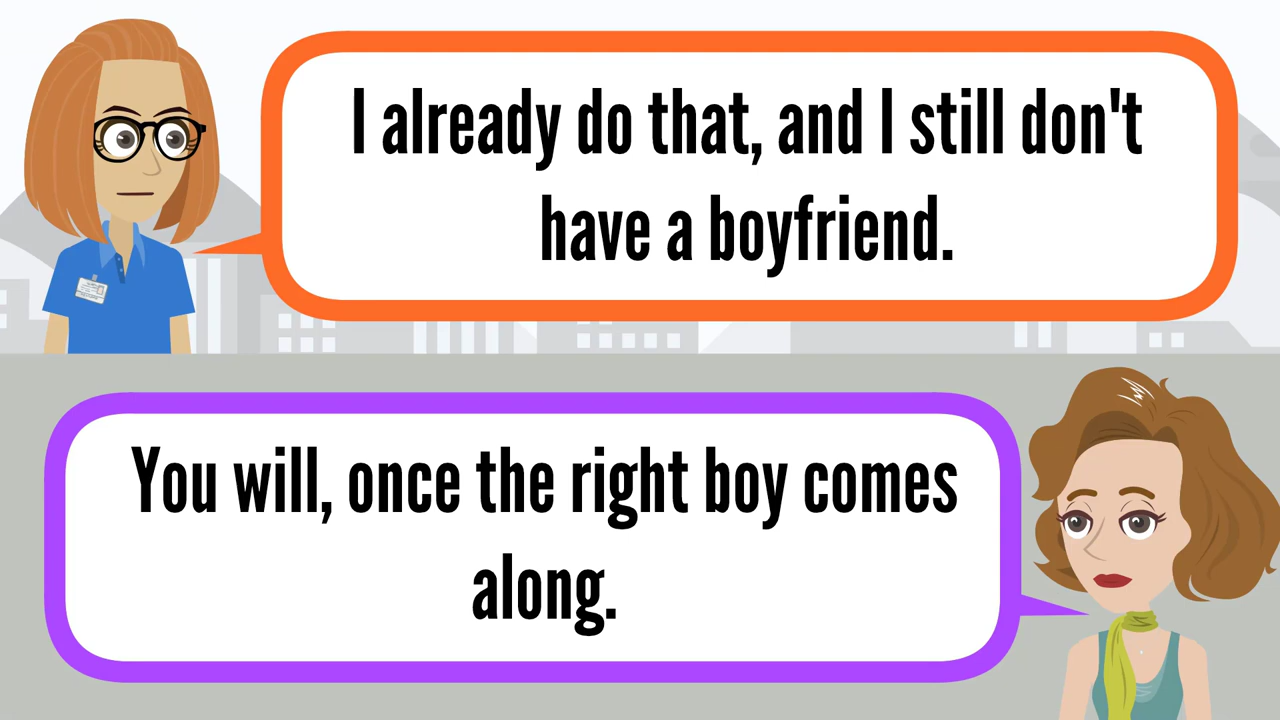 I already do that, and I still don't
have a boyfriend.
You will, once the right boy comes
along.